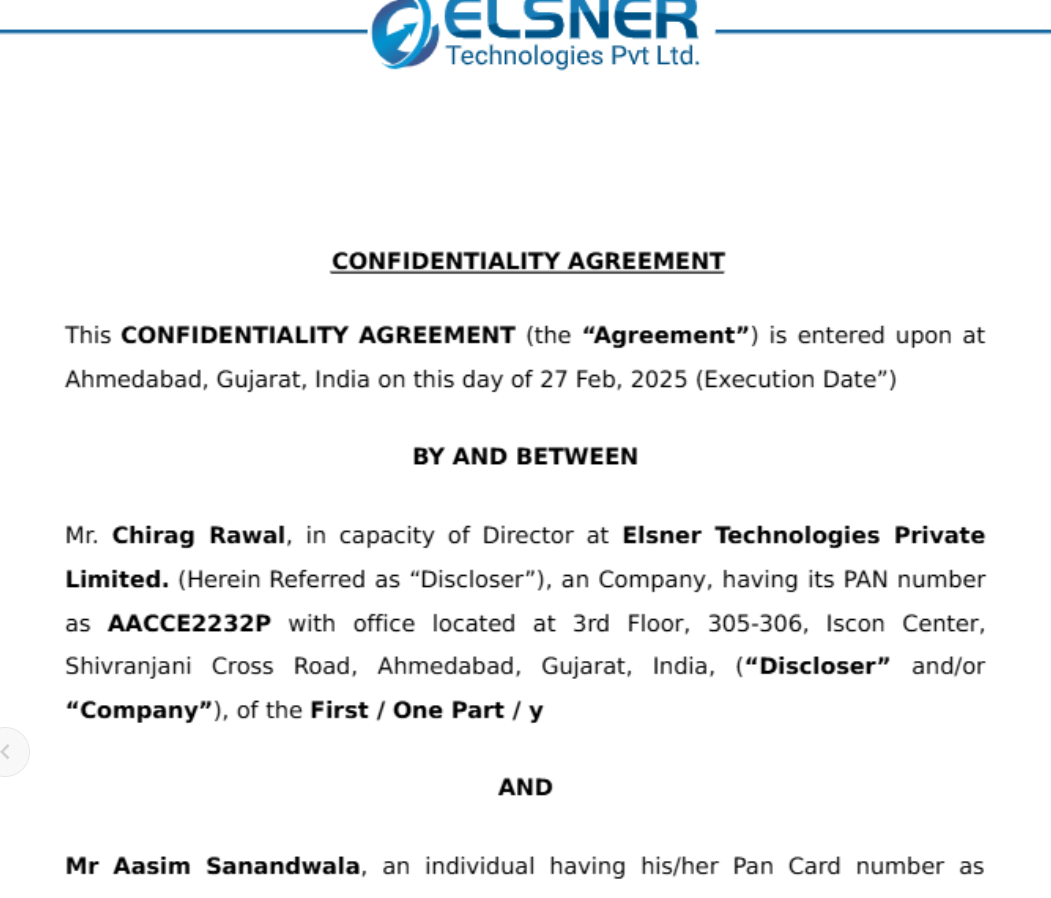 ELSNER
Technologies Pvt Ltd.
CONFIDENTIALITY AGREEMENT
This CONFIDENTIALITY AGREEMENT (the “Agreement”) is entered upon at
Ahmedabad, Gujarat, India on this day of 27 Feb, 2025 (Execution Date”)
BY AND BETWEEN
Mr. Chirag Rawal, in capacity of Director at Elsner Technologies Private
Limited. (Herein Referred as “Discloser”), an Company, having its PAN number
as AACCE2232P with office located at 3rd Floor, 305-306, Iscon Center,
Shivranjani Cross Road, Ahmedabad, Gujarat, India, (“Discloser” and/or
“Company”), of the First / One Part / y
AND
Mr Aasim Sanandwala, an individual having his/her Pan Card number as